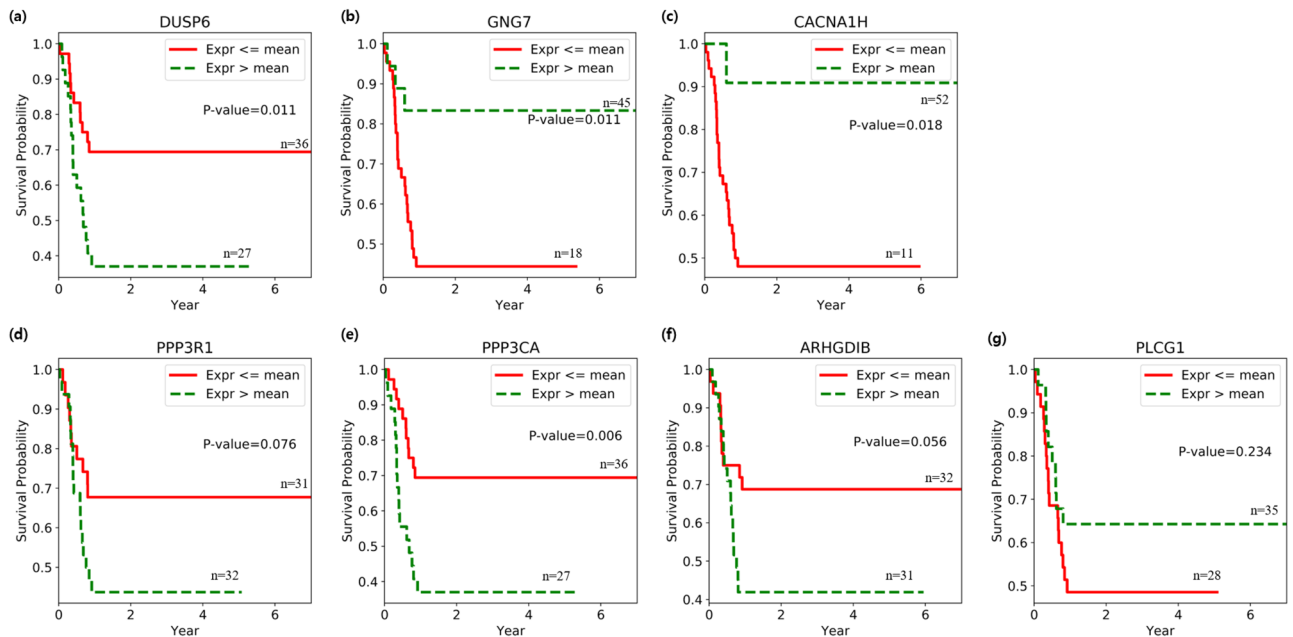 (a)
DUSP6
Survival Probability
1.0
0.9
0.8
0.7
0.6
0.5
0.4
Expr <= mean
Expr > mean
P-value=0.011
n=36
n=27
0
2
4
6
Year
(b)
GNG7
Survival Probability
1.0
0.9
0.8
0.7
0.6
0.5
Expr <= mean
Expr > mean
n=45
P-value=0.011
n=18
0
2
4
6
Year
(c)
CACNA1H
Survival Probability
1.0
0.9
0.8
0.7
0.6
0.5
Expr <= mean
Expr > mean
n=52
P-value=0.018
n=11
0
2
4
6
Year
(d)
PPP3R1
Survival Probability
1.0
0.9
0.8
0.7
0.6
0.5
Expr <= mean
Expr > mean
P-value=0.076
n=31
n=32
0
2
4
6
Year
(e)
PPP3CA
Survival Probability
1.0
0.9
0.8
0.7
0.6
0.5
0.4
Expr <= mean
Expr > mean
P-value=0.006
n=36
n=27
0
2
4
6
Year
(f)
ARHGDIB
Survival Probability
1.0
0.9
0.8
0.7
0.6
0.5
0.4
Expr <= mean
Expr > mean
P-value=0.056
n=32
n=31
0
2
4
6
Year
(g)
PLCG1
Survival Probability
1.0
0.9
0.8
0.7
0.6
0.5
Expr <= mean
Expr > mean
P-value=0.234
n=35
n=28
0
2
4
6
Year